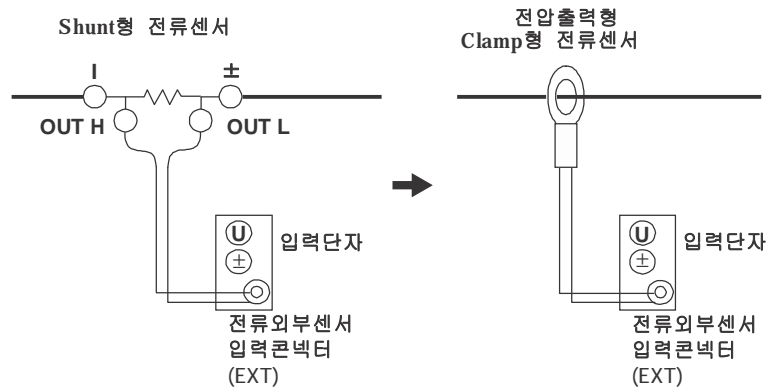 Shunt형 전류센서
I
±
OUT H
OUT L
U
±
입력단자
전류외부센서
입력콘넥터
(EXT)
전압출력형
Clamp형 전류센서
U
±
입력단자
전류외부센서
입력콘넥터
(EXT)